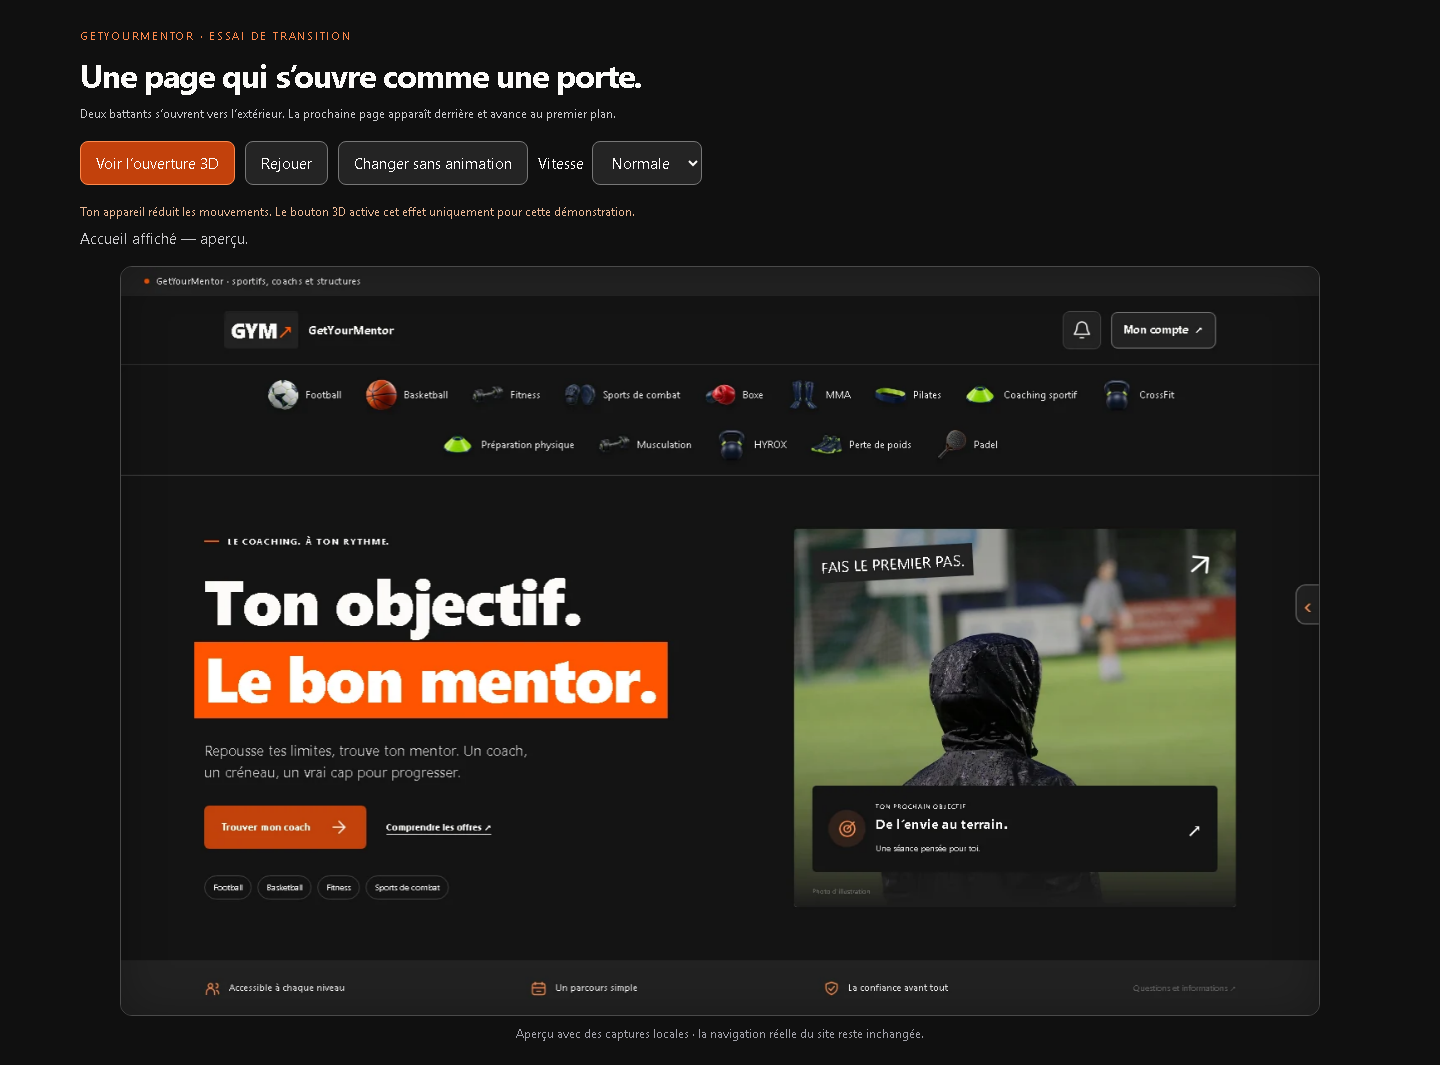 GETYOURMENTOR · ESSAI DE TRANSITION
Une page qui s’ouvre comme une porte.
Deux battants s’ouvrent vers l’extérieur. La prochaine page apparaît derrière et avance au premier plan.
Voir l’ouverture 3D Rejouer Changer sans animation Vitesse Normale
Ton appareil réduit les mouvements. Le bouton 3D active cet effet uniquement pour cette démonstration.
Accueil affiché — aperçu.
GetYourMentor · sportifs, coachs et structures
GYM↗ GetYourMentor Mon compte ↗
Football Basketball Fitness Sports de combat Boxe MMA Pilates Coaching sportif CrossFit
Préparation physique Musculation HYROX Perte de poids Padel
LE COACHING. À TON RYTHME.
Ton objectif.
Le bon mentor.
Repousse tes limites, trouve ton mentor. Un coach,
un créneau, un vrai cap pour progresser.
Trouver mon coach → Comprendre les offres ↗
Football Basketball Fitness Sports de combat
FAIS LE PREMIER PAS.
TON PROCHAIN OBJECTIF
De l’envie au terrain.
Une séance pensée pour toi.
Photo d’illustration
Accessible à chaque niveau Un parcours simple La confiance avant tout Questions et informations ↗
Aperçu avec des captures locales · la navigation réelle du site reste inchangée.